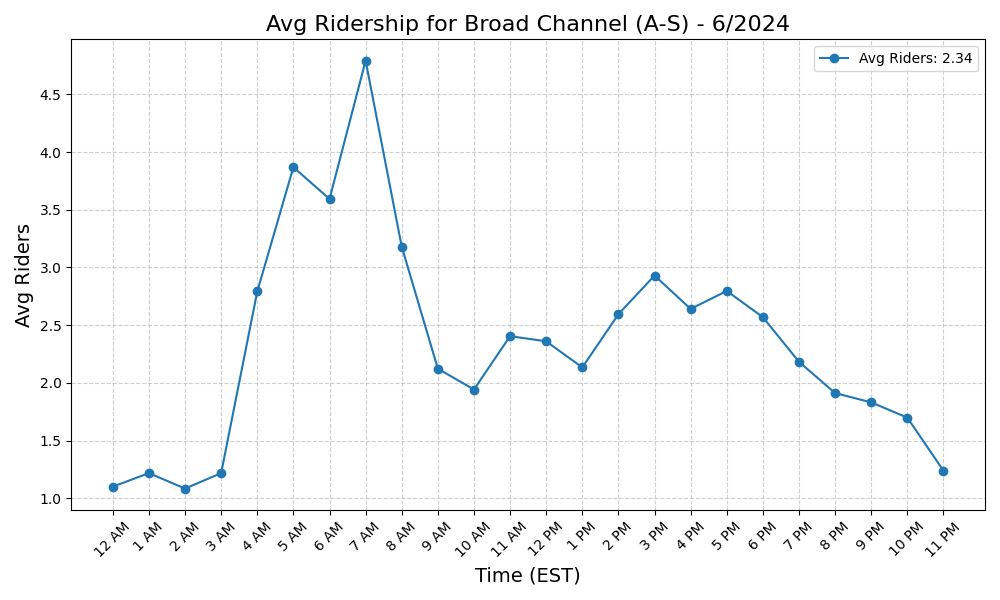 Avg Ridership for Broad Channel (A-S) - 6/2024
Avg Riders: 2.34
Avg Riders
4.5
4.0
3.5
3.0
2.5
2.0
1.5
1.0
12 AM
1 AM
2 AM
3 AM
4 AM
5 AM
6 AM
7 AM
8 AM
9 AM
10 AM
11 AM
12 PM
1 PM
2 PM
3 PM
4 PM
5 PM
6 PM
7 PM
8 PM
9 PM
10 PM
11 PM
Time (EST)